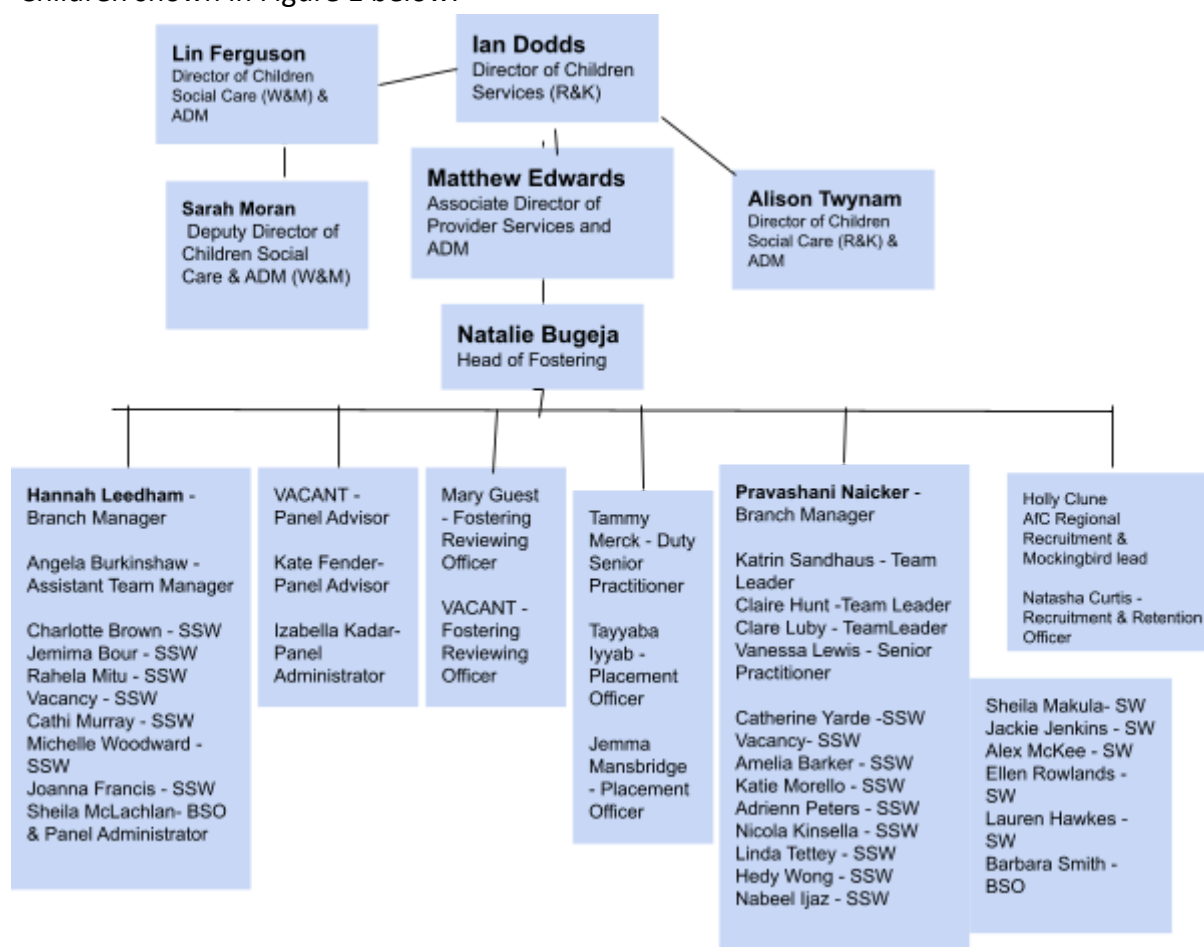 Children shown in Figure 1 below.
Lin Ferguson
Director of Children
Social Care (W&M) &
ADM
Ian Dodds
Director of Children
Services (R&K)
Sarah Moran
Deputy Director of
Children Social
Care & ADM (W&M)
Matthew Edwards
Associate Director of
Provider Services and
ADM
Alison Twynam
Director of Children
Social Care (R&K) &
ADM
Natalie Bugeja
Head of Fostering
Hannah Leedham -
Branch Manager
Angela Burkinshaw -
Assistant Team Manager
Charlotte Brown - SSW
Jemima Bour - SSW
Rahela Mitu - SSW
Vacancy - SSW
Cathi Murray - SSW
Michelle Woodward -
SSW
Joanna Francis - SSW
Sheila McLachlan- BSO
& Panel Administrator
VACANT -
Panel Advisor
Kate Fender-
Panel Advisor
Izabella Kadar-
Panel
Administrator
Mary Guest
- Fostering
Reviewing
Officer
VACANT -
Fostering
Reviewing
Officer
Tammy
Merck - Duty
Senior
Practitioner
Tayyaba
Iyyab -
Placement
Officer
Jemma
Mansbridge
- Placement
Officer
Pravashani Naicker -
Branch Manager
Katrin Sandhaus - Team
Leader
Claire Hunt -Team Leader
Clare Luby - TeamLeader
Vanessa Lewis - Senior
Practitioner
Catherine Yarde -SSW
Vacancy- SSW
Amelia Barker - SSW
Katie Morello - SSW
Adrienn Peters - SSW
Nicola Kinsella - SSW
Linda Tettey - SSW
Hedy Wong - SSW
Nabeel Ijaz - SSW
Sheila Makula- SW
Jackie Jenkins - SW
Alex McKee - SW
Ellen Rowlands -
SW
Lauren Hawkes -
SW
Barbara Smith -
BSO
Holly Clune
AfC Regional
Recruitment &
Mockingbird lead
Natasha Curtis -
Recruitment & Retention
Officer